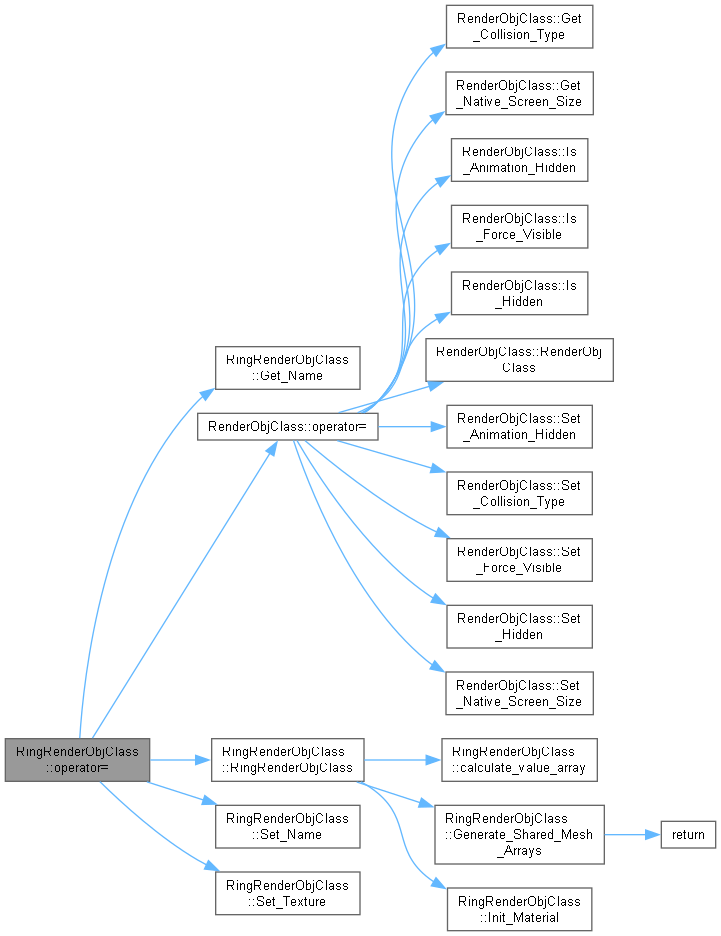 RenderObjClass::Get
_Collision_Type
RenderObjClass::Get
_Native_Screen_Size
RenderObjClass::Is
_Animation_Hidden
RenderObjClass::Is
_Force_Visible
RenderObjClass::Is
_Hidden
RingRenderObjClass
::Get_Name
RenderObjClass::RenderObj
Class
RenderObjClass::operator=
RenderObjClass::Set
_Animation_Hidden
RenderObjClass::Set
_Collision_Type
RenderObjClass::Set
_Force_Visible
RenderObjClass::Set
_Hidden
RenderObjClass::Set
_Native_Screen_Size
RingRenderObjClass
::operator=
RingRenderObjClass
::RingRenderObjClass
RingRenderObjClass
::calculate_value_array
RingRenderObjClass
::Set_Name
RingRenderObjClass
::Generate_Shared_Mesh
_Arrays
return
RingRenderObjClass
::Set_Texture
RingRenderObjClass
::Init_Material